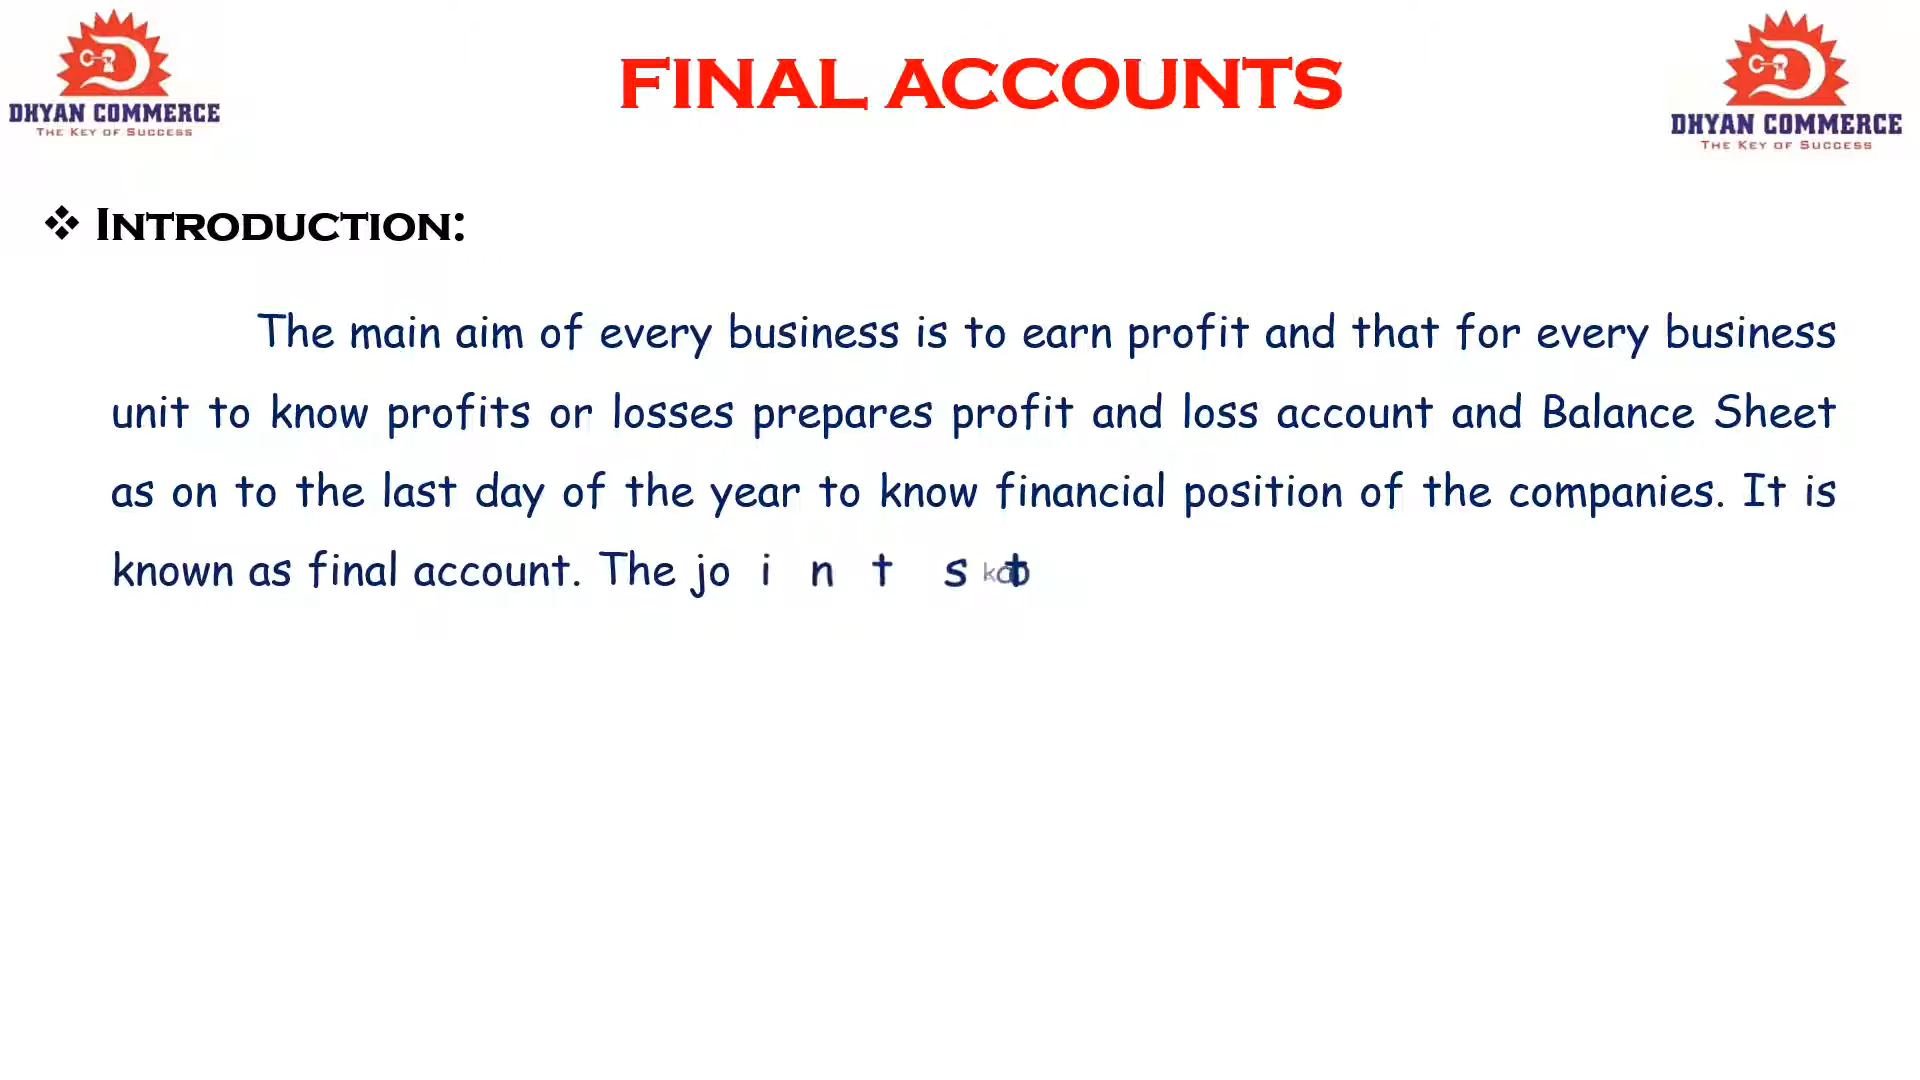 DHYAN COMMERCE
The Key of Success
FINAL ACCOUNTS
DHYAN COMMERCE
The Key of Success
Introduction:
The main aim of every business is to earn profit and that for every business
unit to know profits or losses prepares profit and loss account and Balance Sheet
as on to the last day of the year to know financial position of the companies. It is
known as final account. The joint